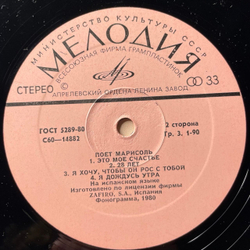 МИНИСТЕРСТВО КУЛЬТУРЫ СССР
МЕЛОДИЯ
ВСЕСОЮЗНАЯ ФИРМА ГРАМПЛАСТИНОК
СТЕРЕО
33
АПРЕЛЕВСКИЙ ОРДЕНА ЛЕНИНА ЗАВОД
ГОСТ 5289-80
2 сторона
С60—14882
Гр. 3. 1-90
ПОЕТ МАРИСОЛЬ
1. ЭТО МОЕ СЧАСТЬЕ
2. 25 ЛЕТ
3. Я ХОЧУ, ЧТОБЫ ОН РОС С ТОБОЙ
4. Я ДОЖДУСЬ УТРА
На испанском языке
Изготовлено по лицензии фирмы
ZAFIRO, S.A., Испания
Фонограмма, 1980